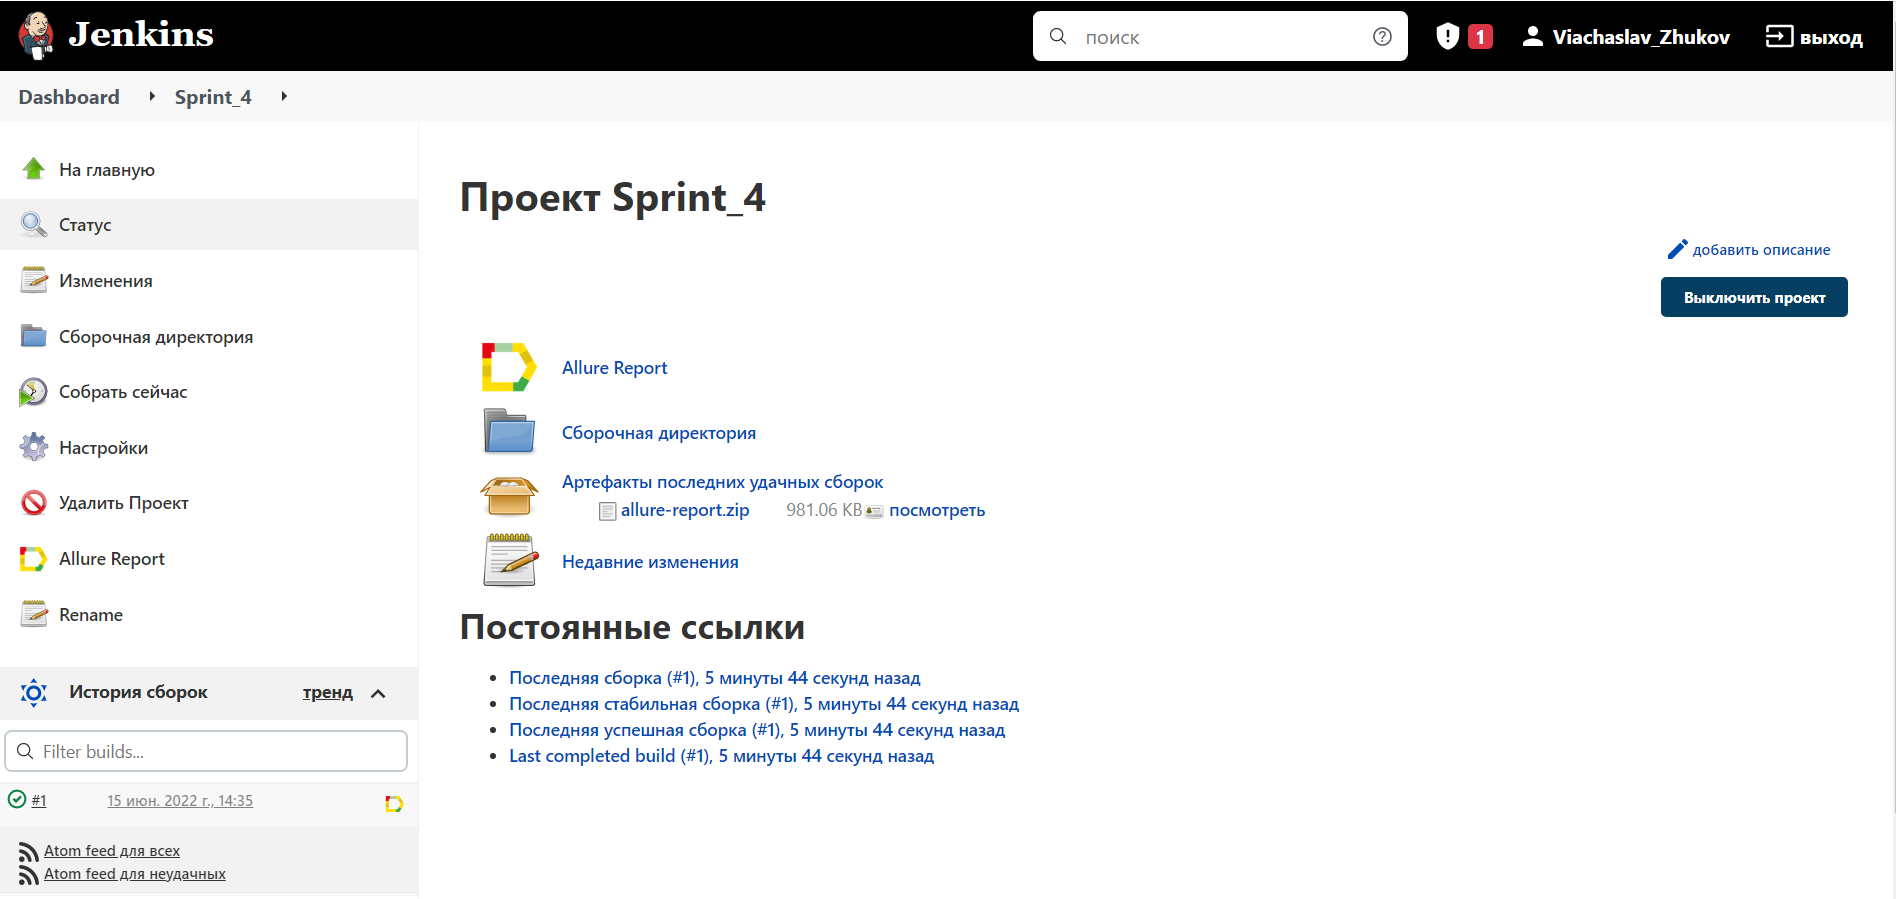 Jenkins
поиск
1
Viachaslav_Zhukov
выход
Dashboard
Sprint_4
На главную
Статус
Изменения
Сборочная директория
Собрать сейчас
Настройки
Удалить Проект
Allure Report
Rename
История сборок тренд
Filter builds...
#1 15 июн. 2022 г., 14:35
Atom feed для всех
Atom feed для неудачных
Проект Sprint_4
добавить описание
Выключить проект
Allure Report
Сборочная директория
Артефакты последних удачных сборок
allure-report.zip 981.06 KB посмотреть
Недавние изменения
Постоянные ссылки
Последняя сборка (#1), 5 минуты 44 секунд назад
Последняя стабильная сборка (#1), 5 минуты 44 секунд назад
Последняя успешная сборка (#1), 5 минуты 44 секунд назад
Last completed build (#1), 5 минуты 44 секунд назад